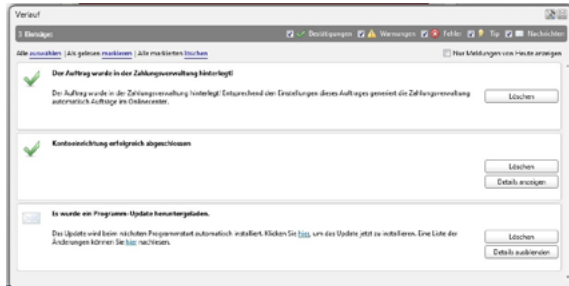 Verlauf
3 Einträge
Bestätigungen Warnungen Fehler Tip Nachrichten
Alle auswählen | Als gelesen markieren | Alle markierten löschen
Nur Meldungen von Heute anzeigen
Der Auftrag wurde in der Zahlungsverwaltung hinterlegt!
Der Auftrag wurde in der Zahlungsverwaltung hinterlegt! Entsprechend den Einstellungen dieses Auftrages generiert die Zahlungsverwaltung
automatisch Aufträge im Onlinecenter.
Löschen
Kontoeinrichtung erfolgreich abgeschlossen
Löschen
Details anzeigen
Es wurde ein Programm-Update heruntergeladen.
Das Update wird beim nächsten Programmstart automatisch installiert. Klicken Sie hier, um das Update jetzt zu installieren. Eine Liste der
Änderungen können Sie hier nachlesen.
Löschen
Details ausblenden